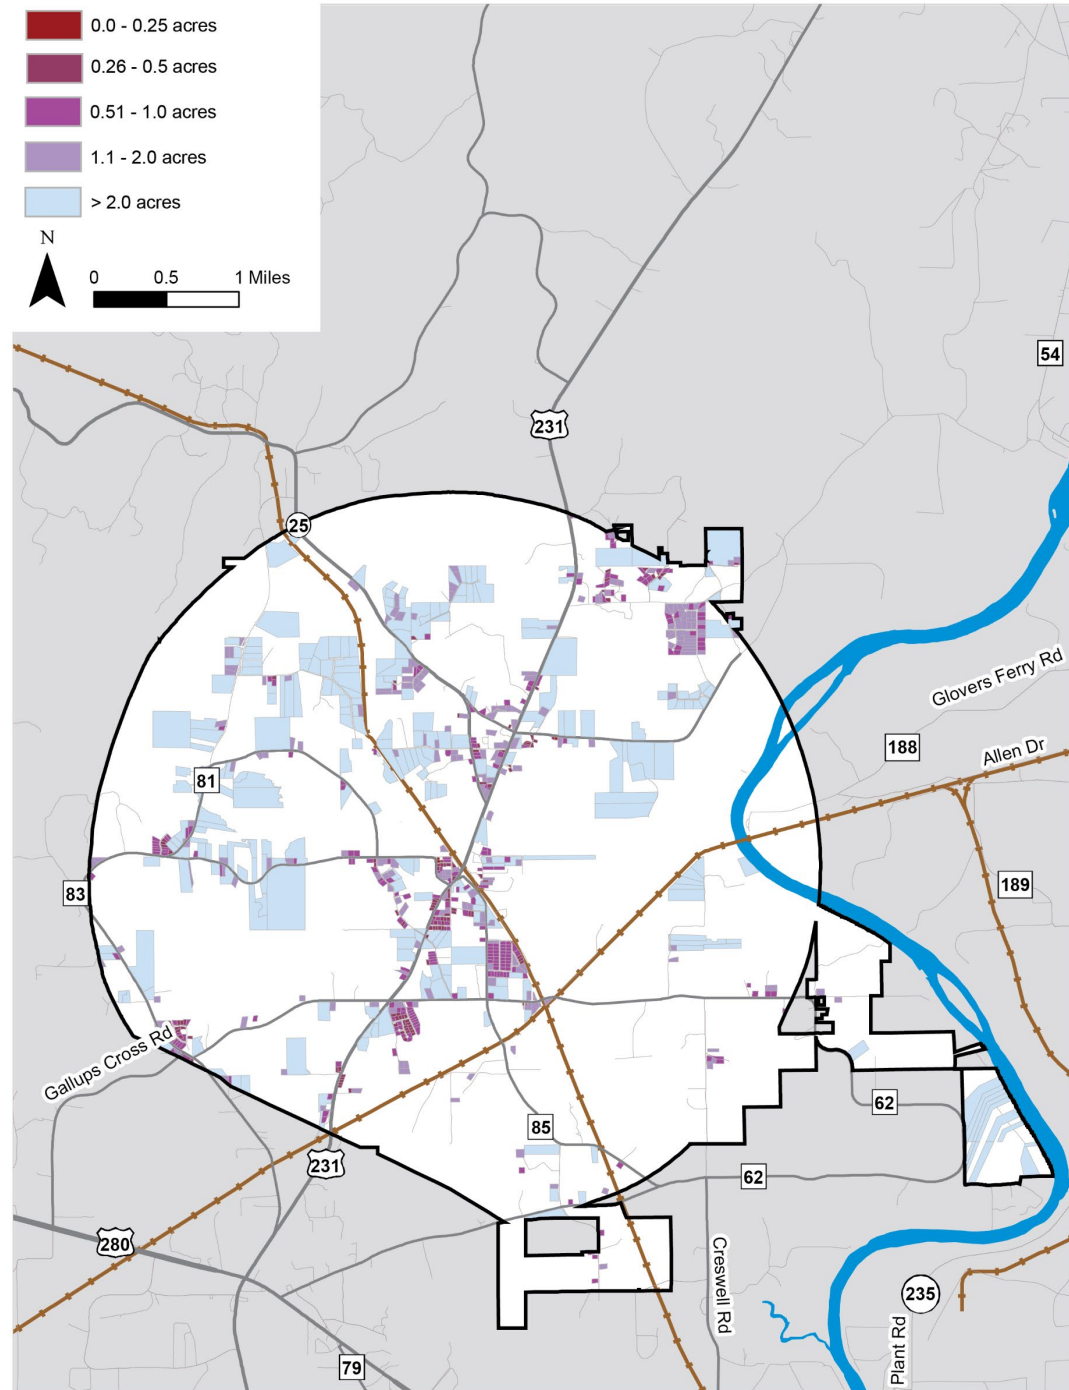 0.0 - 0.25 acres
0.26 - 0.5 acres
0.51 - 1.0 acres
1.1 - 2.0 acres
> 2.0 acres
N
0 0.5 1 Miles
54
231
25
Glovers Ferry Rd
188
Allen Dr
81
189
83
Gallups Cross Rd
62
85
231
62
280
Creswell Rd
235
Plant Rd
79